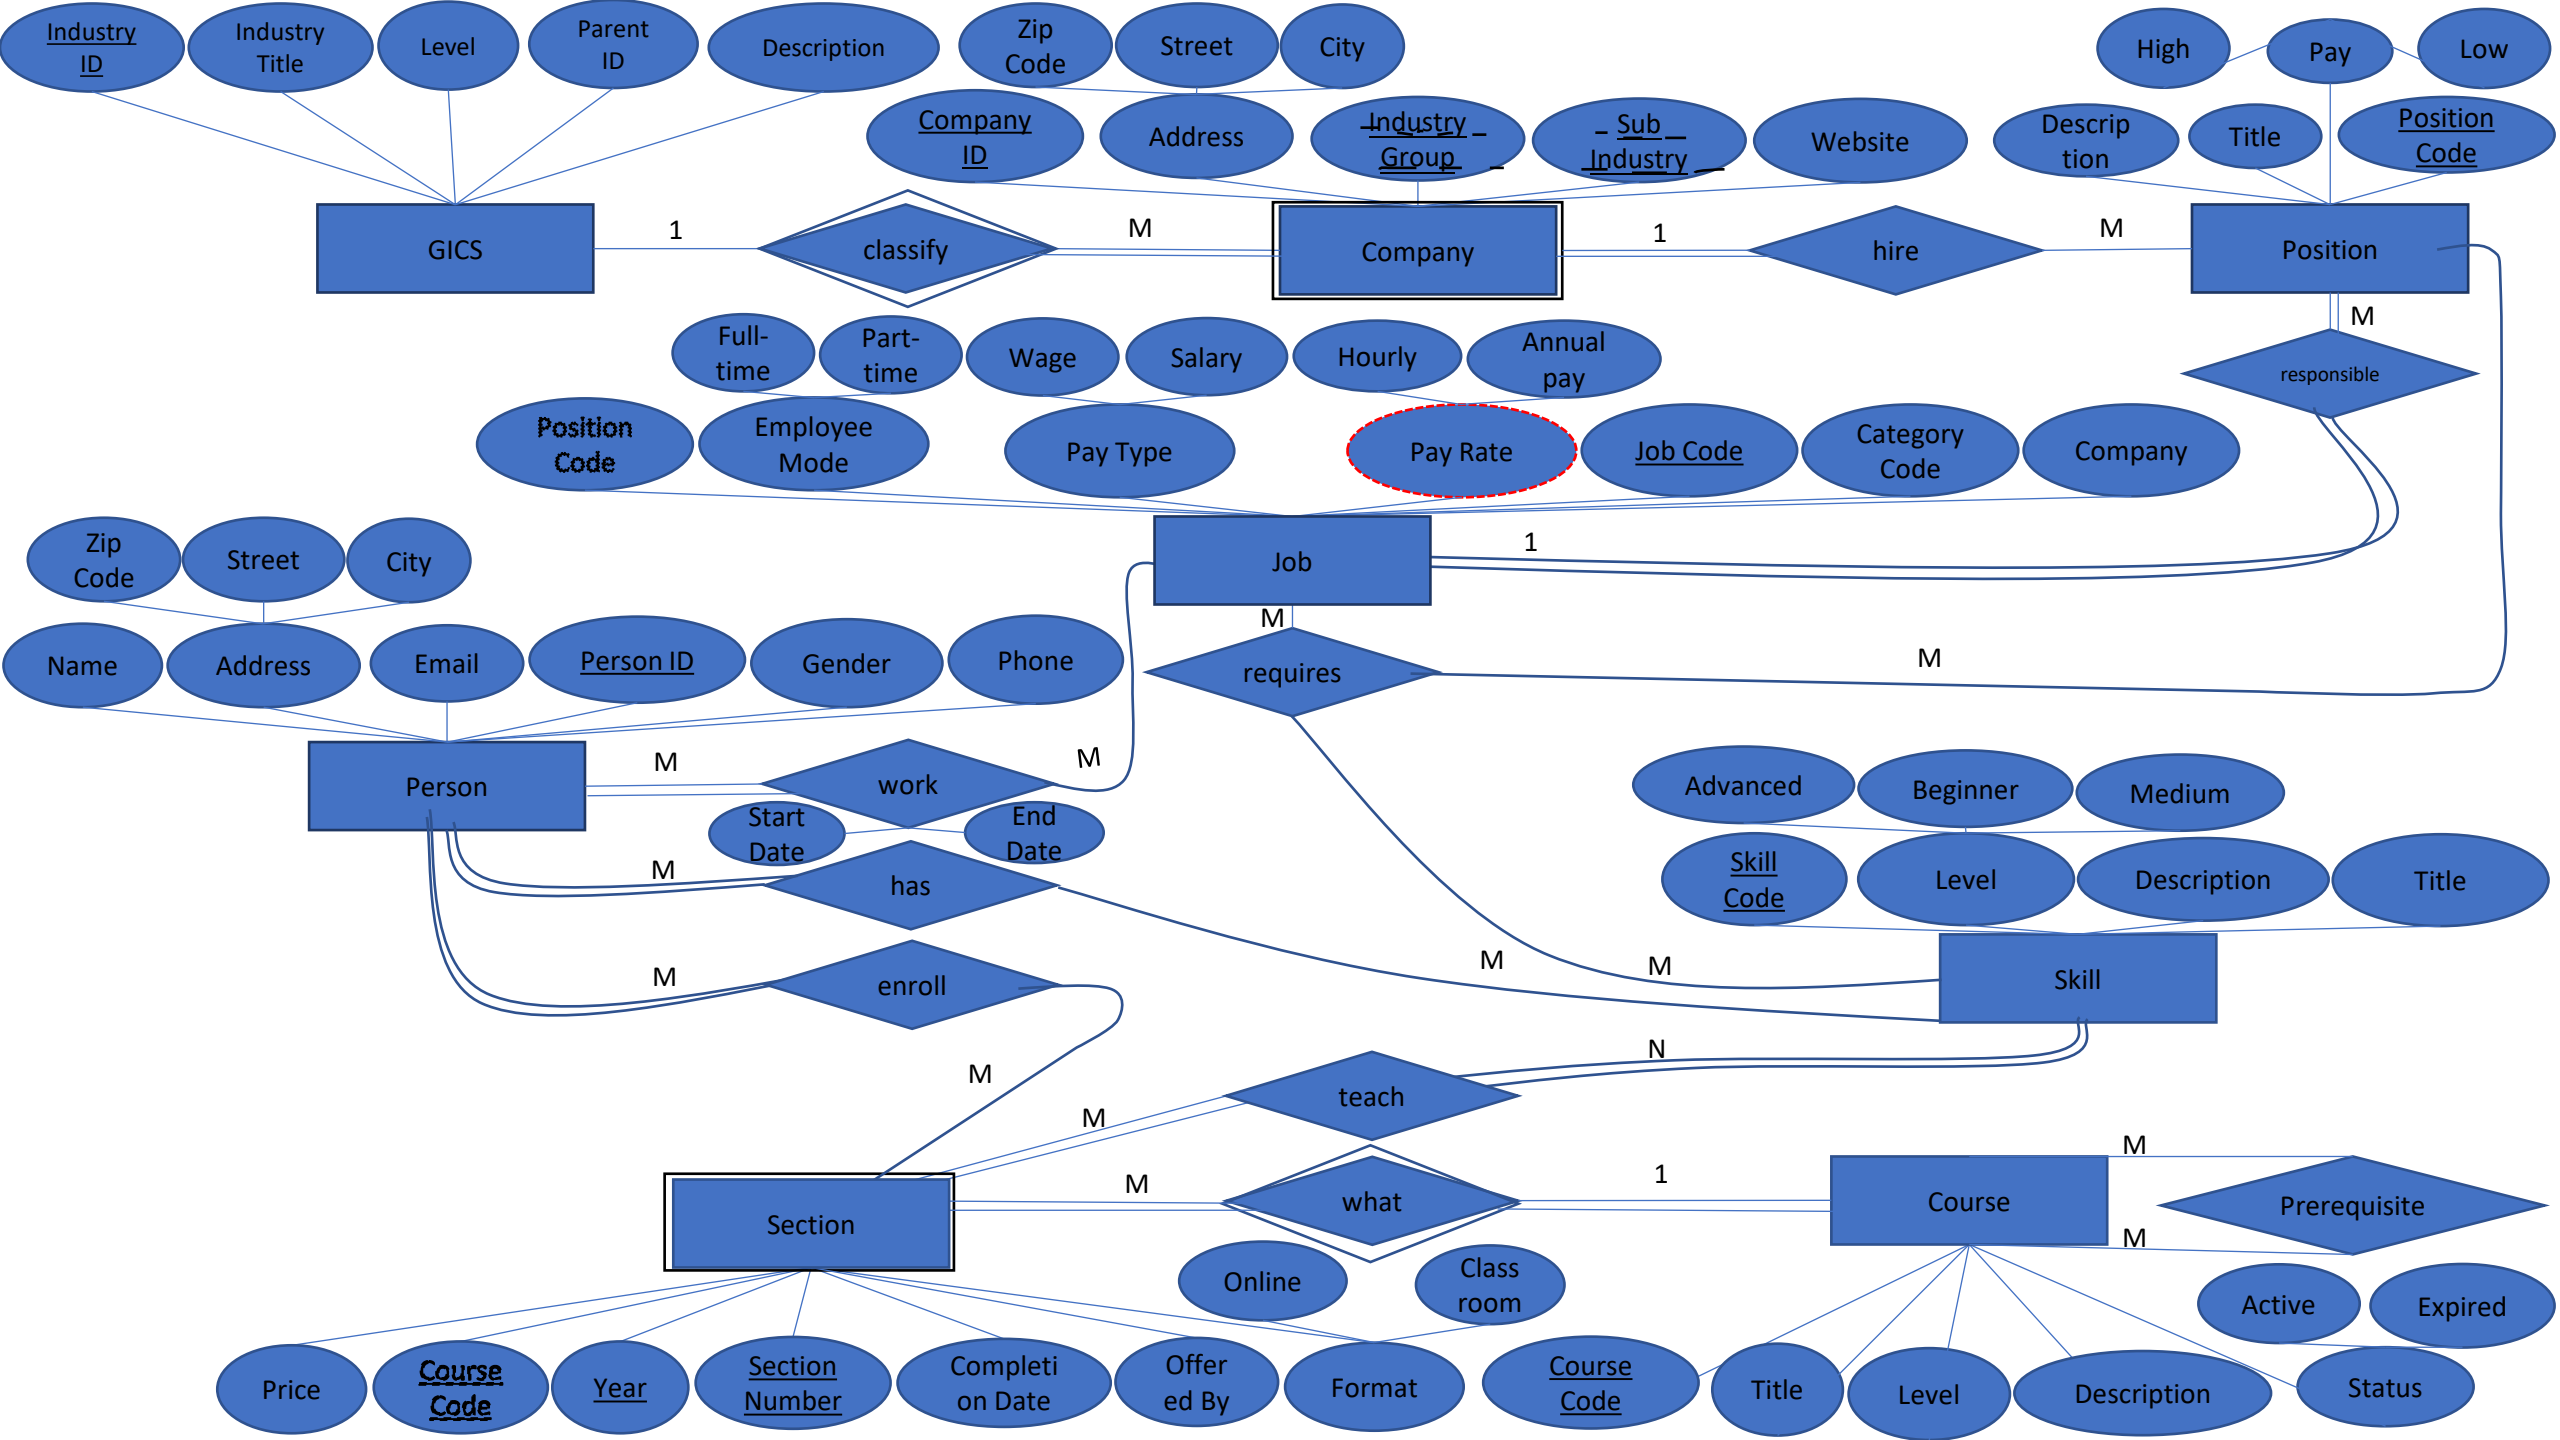 Industry
ID
Industry
Title
Level
Parent
ID
Description
Zip
Code
Street
City
High
Pay
Low
Company
ID
Address
Industry
Group
Sub
Industry
Website
Descrip
tion
Title
Position
Code
GICS
1
classify
M
Company
1
hire
M
Position
M
responsible
Full-
time
Part-
time
Wage
Salary
Hourly
Annual
pay
Position
Code
Employee
Mode
Pay Type
Pay Rate
Job Code
Category
Code
Company
Zip
Code
Street
City
Job
1
M
requires
M
Name
Address
Email
Person ID
Gender
Phone
Person
M
work
M
Start
Date
End
Date
M
has
M
M
enroll
M
Advanced
Beginner
Medium
Skill
Code
Level
Description
Title
M
Skill
N
teach
M
Section
M
what
1
Course
M
Prerequisite
M
Online
Class
room
Active
Expired
Price
Course
Code
Year
Section
Number
Completi
on Date
Offer
ed By
Format
Course
Code
Title
Level
Description
Status